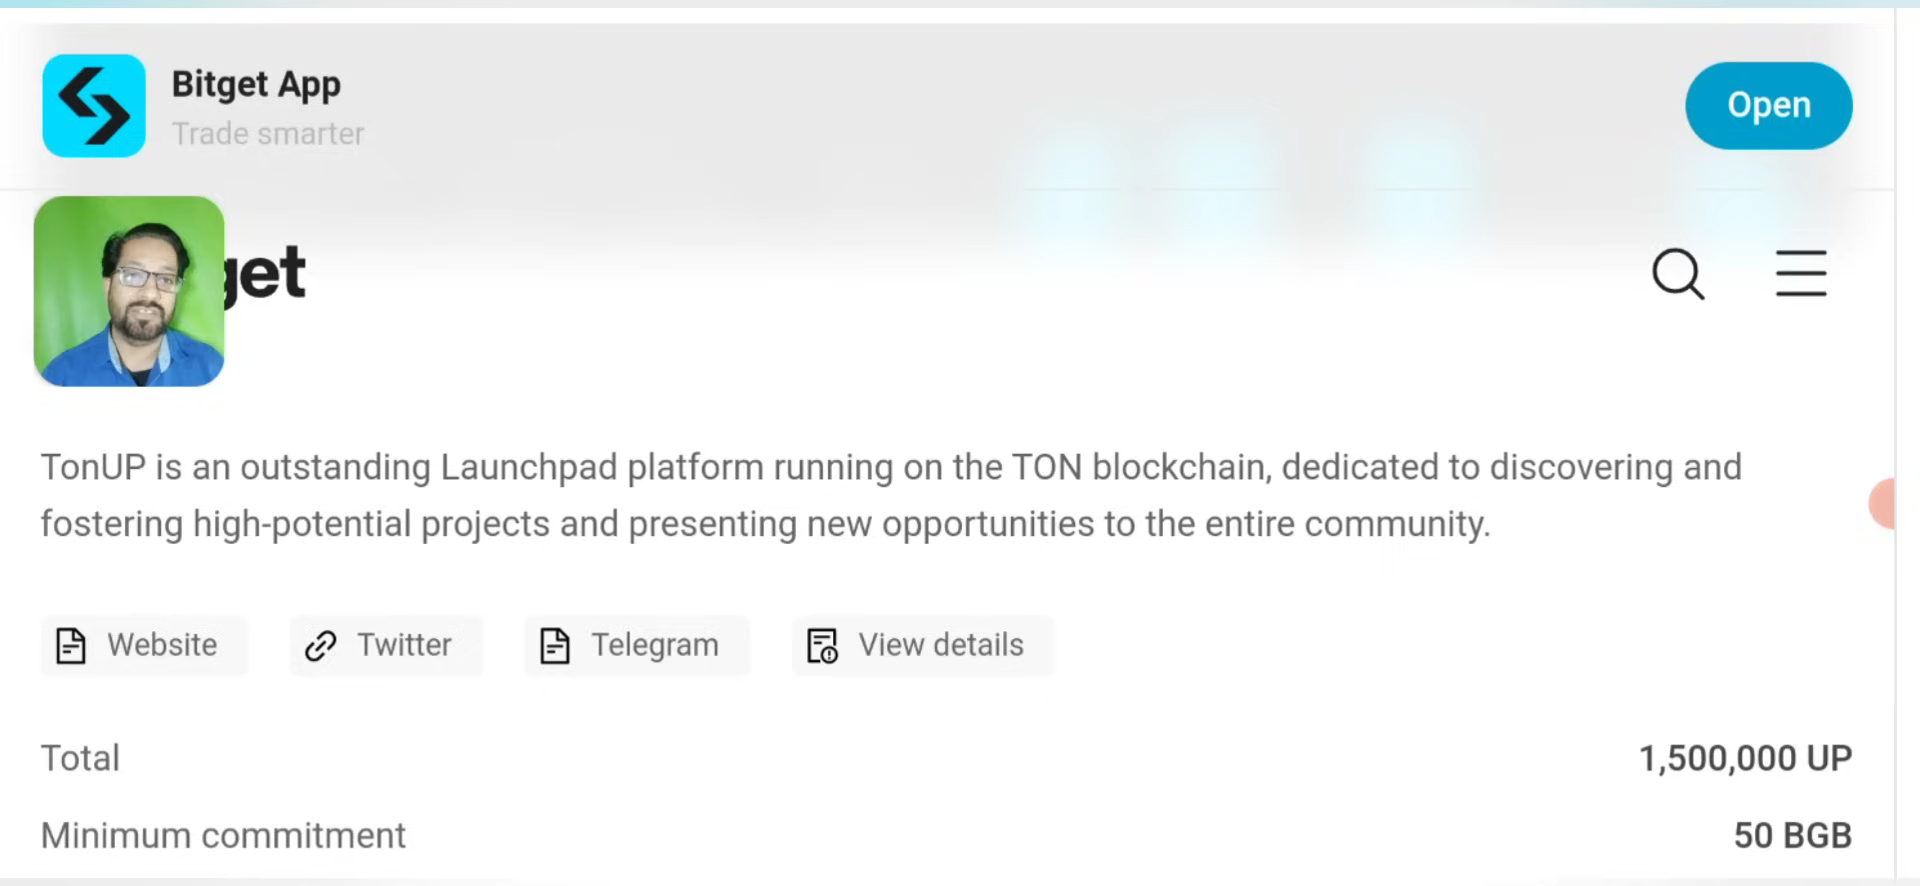 Bitget App
Trade smarter
Open
get
TonUP is an outstanding Launchpad platform running on the TON blockchain, dedicated to discovering and
fostering high-potential projects and presenting new opportunities to the entire community.
Website
Twitter
Telegram
View details
Total
1,500,000 UP
Minimum commitment
50 BGB